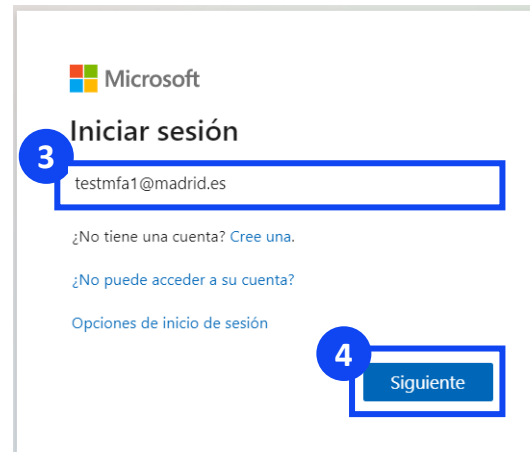 Microsoft
Iniciar sesión
3
testmfa1@madrid.es
¿No tiene una cuenta? Cree una.
¿No puede acceder a su cuenta?
Opciones de inicio de sesión
4
Siguiente